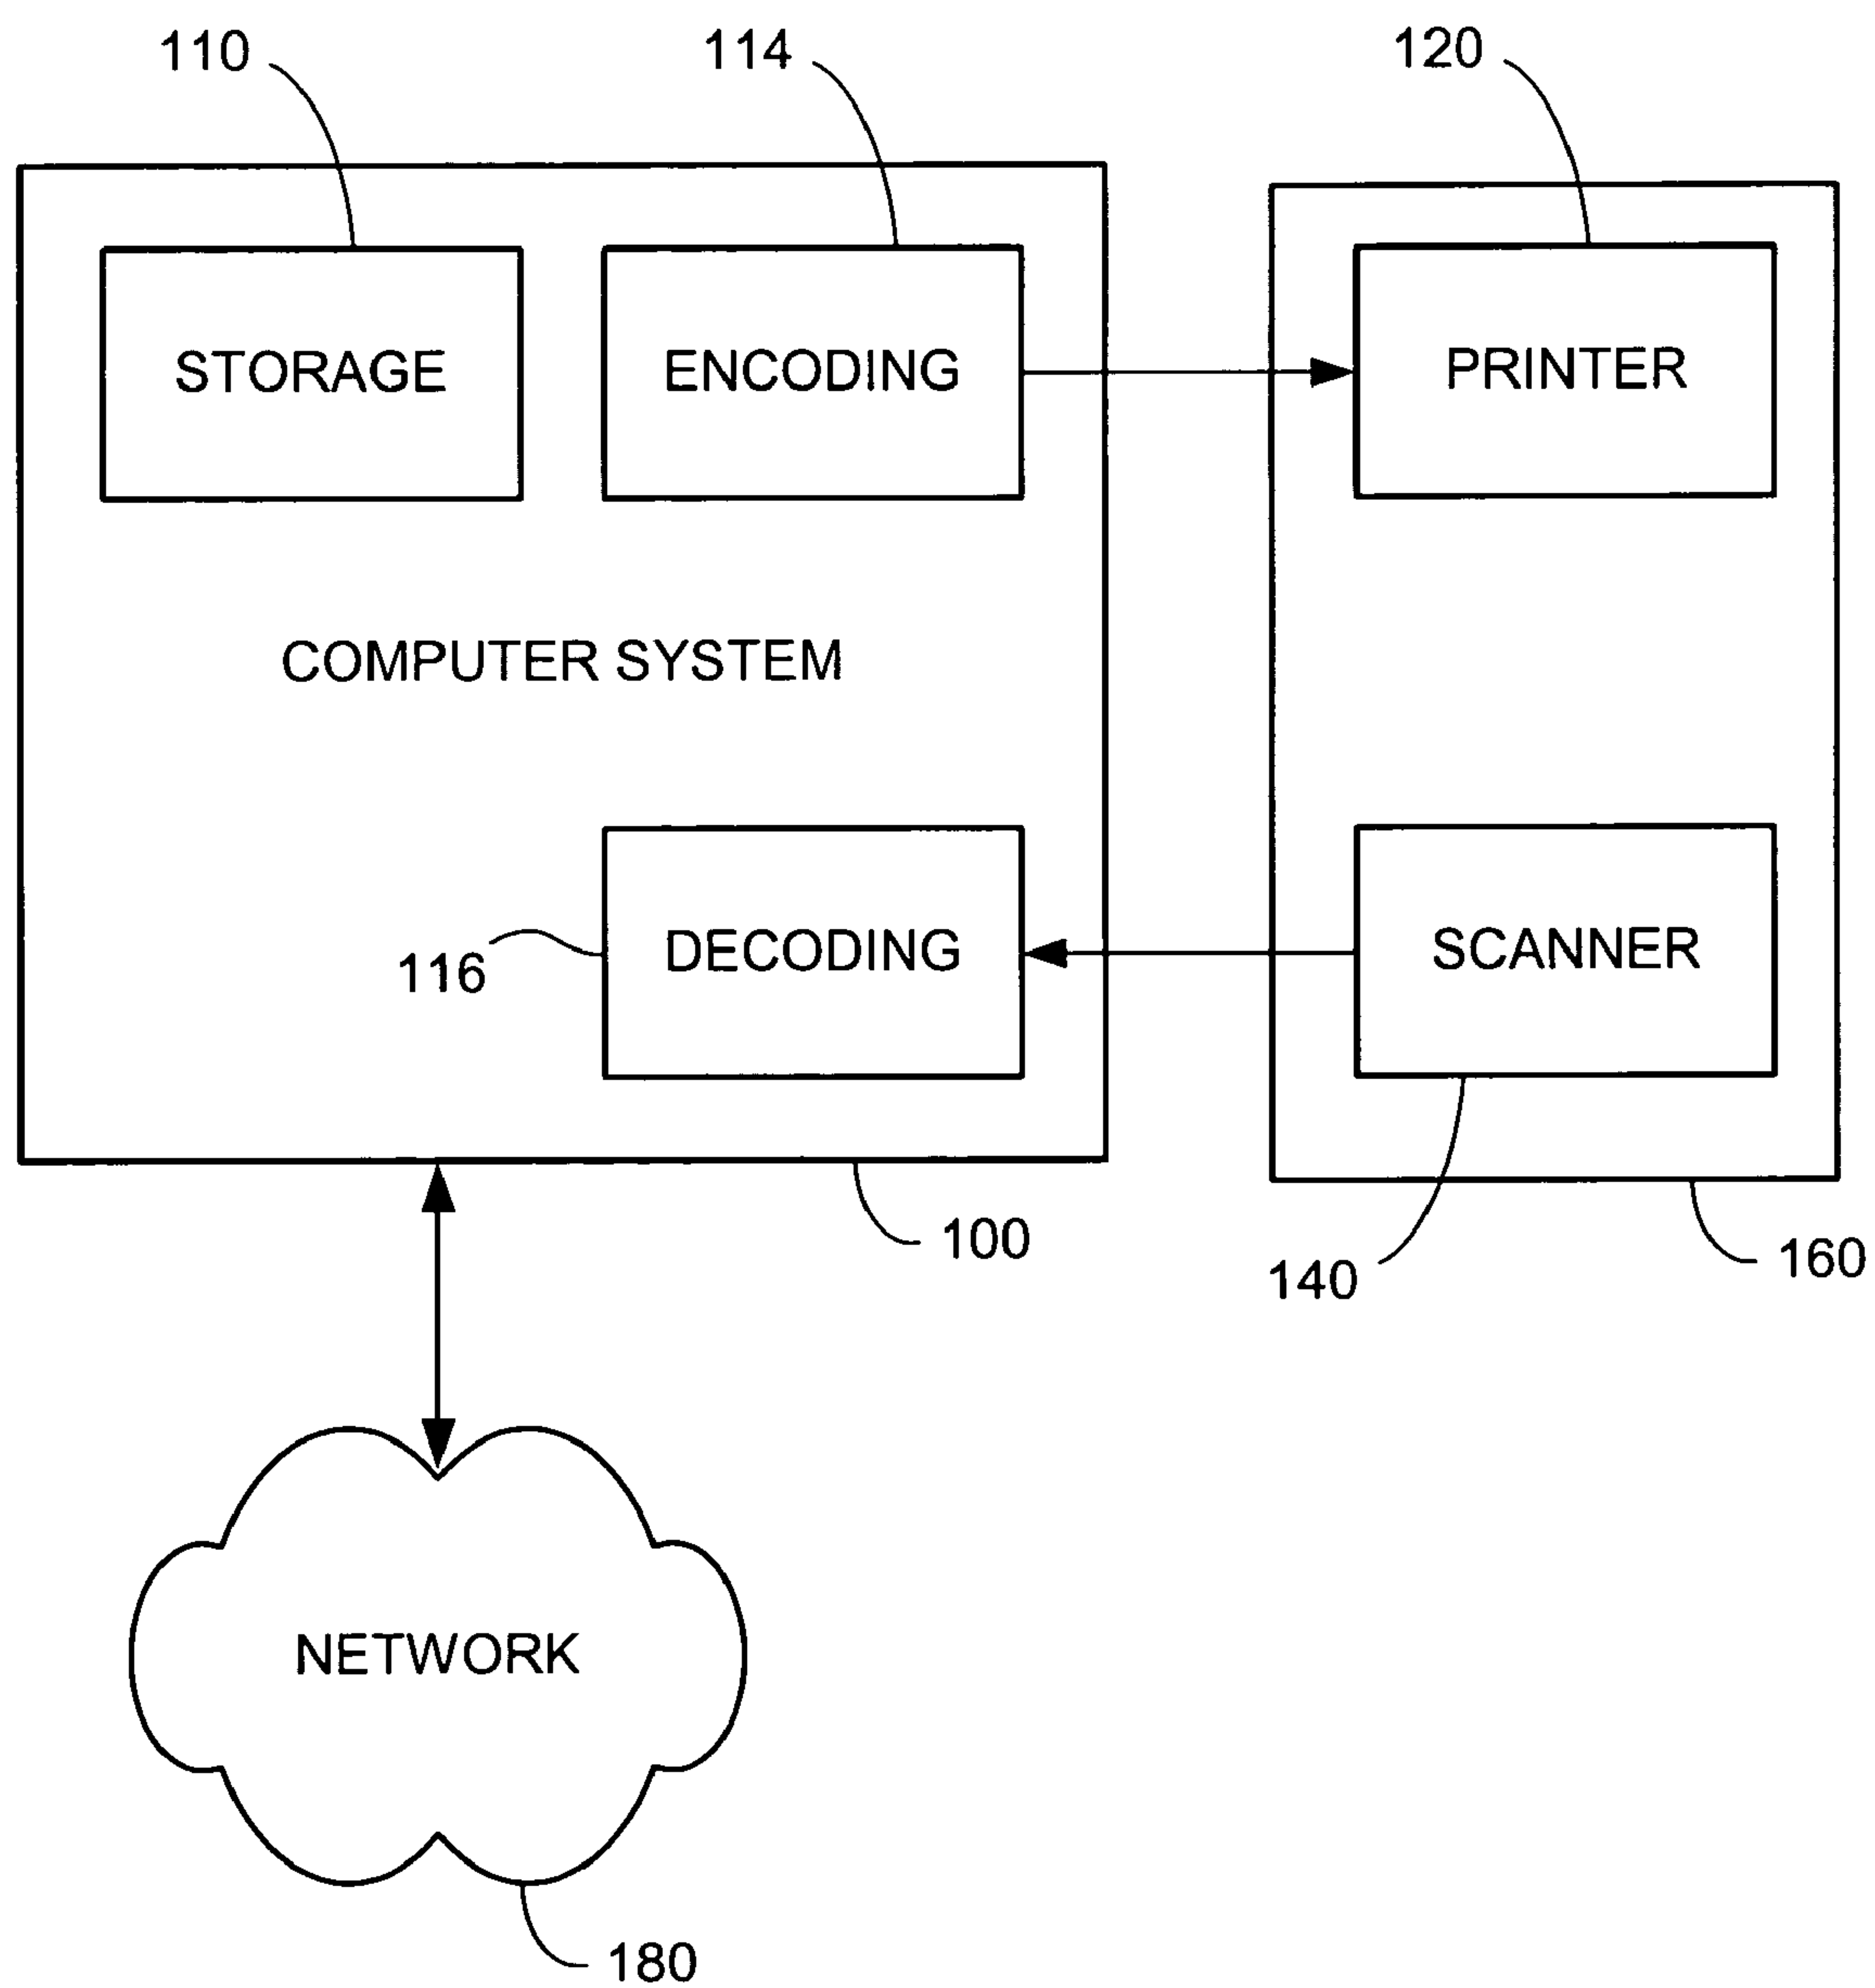 110
114
120
STORAGE
ENCODING
PRINTER
COMPUTER SYSTEM
116
DECODING
SCANNER
100
140
160
NETWORK
180